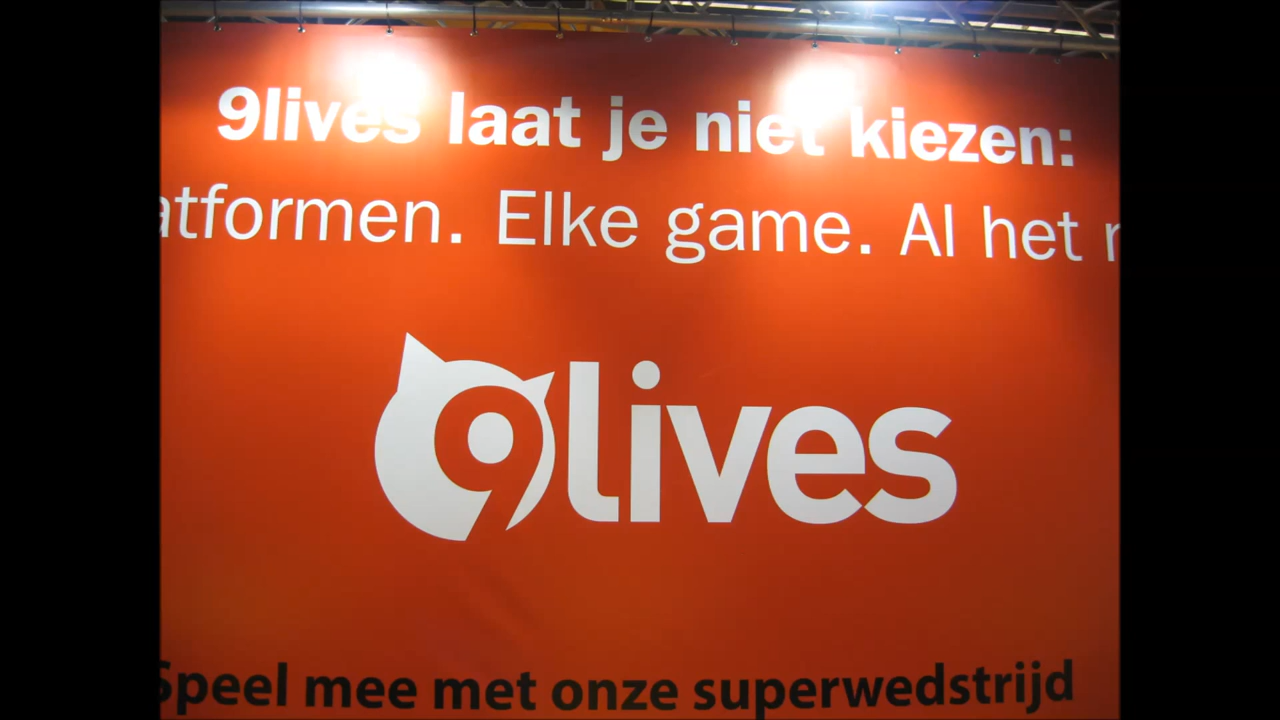 9lives laat je niet kiezen:
atformen. Elke game. Al het
9lives
Speel mee met onze superwedstrijd